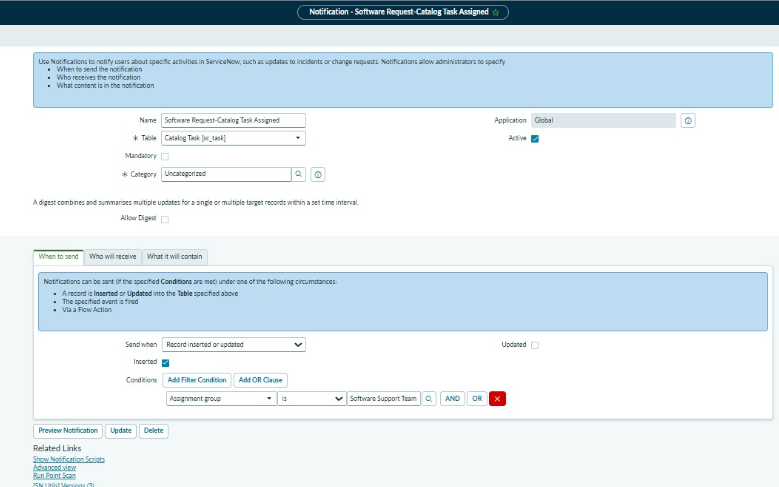 Notification - Software Request-Catalog Task Assigned ☆
Use Notifications to notify users about specific activities in ServiceNow, such as updates to incidents or change requests. Notifications allow administrators to specify
• When to send the notification
• Who receives the notification
• What content is in the notification
Name Software Request-Catalog Task Assigned Application Global
* Table Catalog Task [sc_task] Active
Mandatory
* Category Uncategorized
A digest combines and summarises multiple updates for a single or multiple target records within a set time interval.
Allow Digest
When to send Who will receive What it will contain
Notifications can be sent (if the specified Conditions are met) under one of the following circumstances:
• A record is Inserted or Updated into the Table specified above
• The specified event is fired
• Via a Flow Action
Send when Record inserted or updated Updated
Inserted
Conditions Add Filter Condition Add OR Clause
Assignment group is Software Support Team AND OR X
Preview Notification Update Delete
Related Links
Show Notification Scripts
Advanced view
Run Point Scan
[SN Utils] Versions (3)